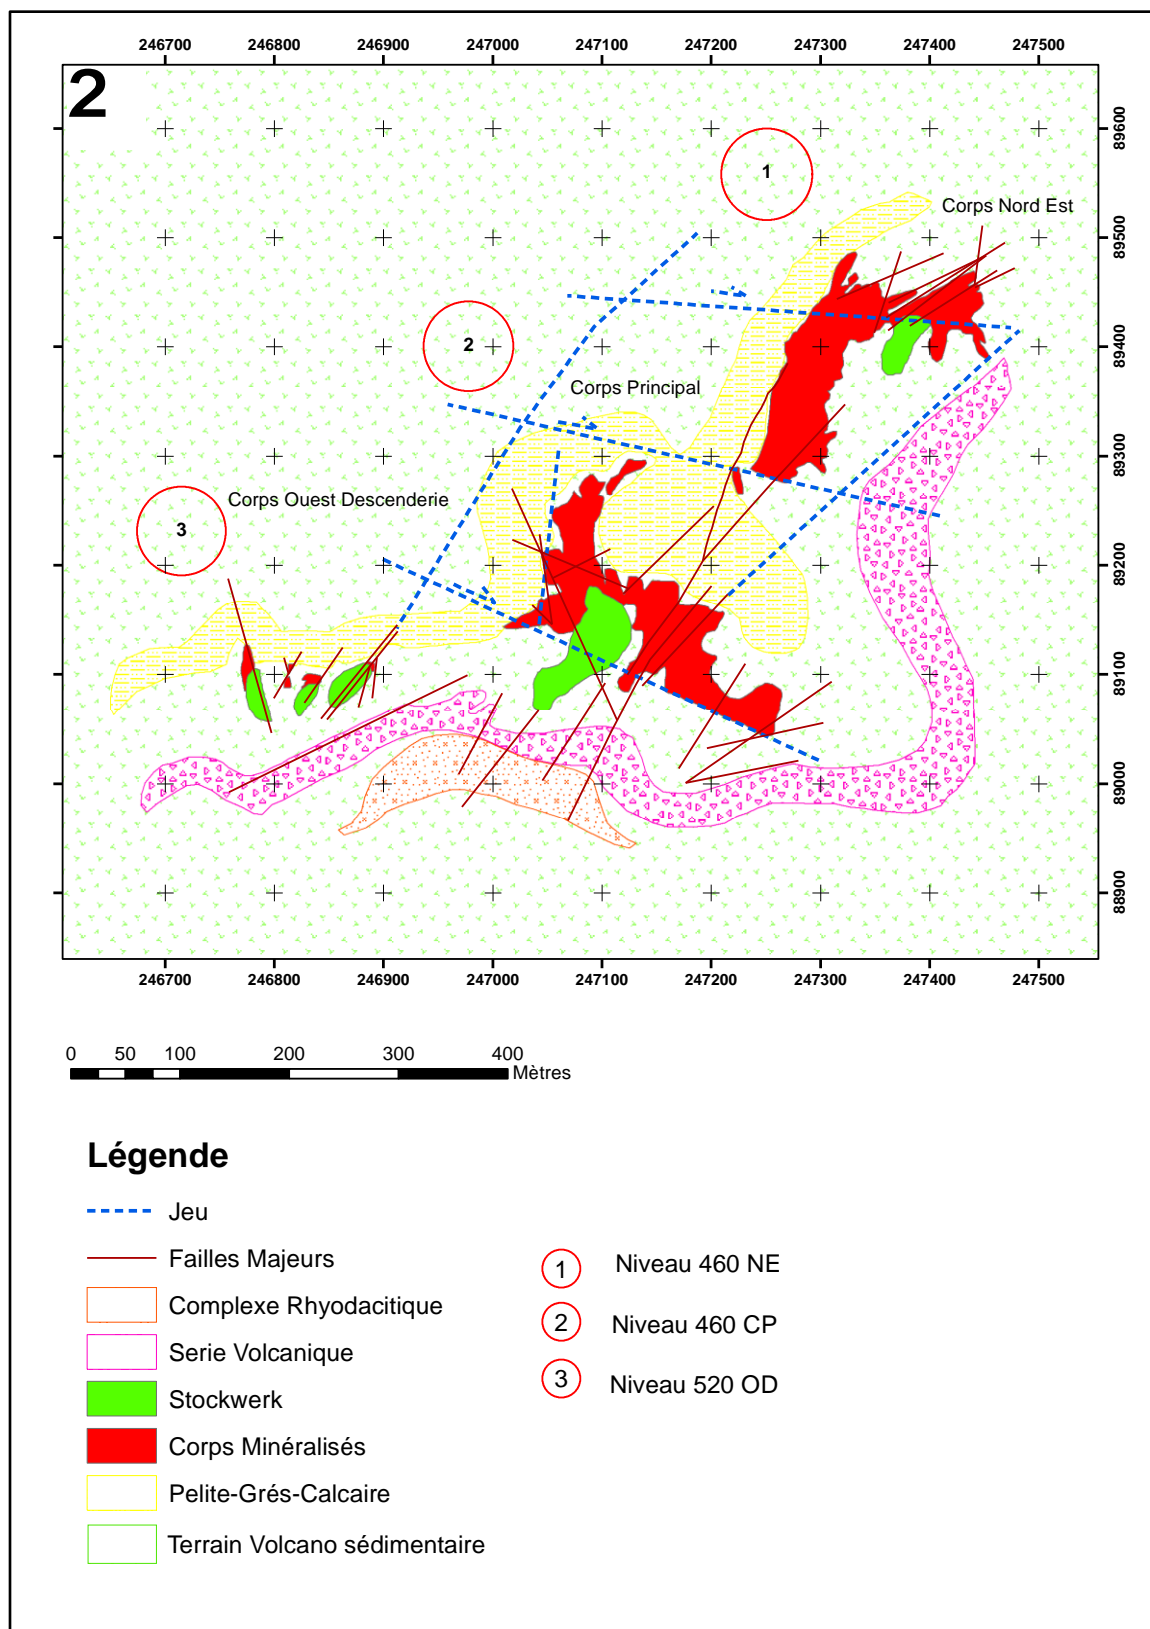 246700 246800 246900 247000 247100 247200 247300 247400 247500
2
89600
1
Corps Nord Est
89500
2
89400
Corps Principal
89300
Corps Ouest Descenderie
3
89200
89100
89000
88900
246700 246800 246900 247000 247100 247200 247300 247400 247500
0 50 100 200 300 400
Mètres
Légende
Jeu
Failles Majeurs
1 Niveau 460 NE
Complexe Rhyodacitique
2 Niveau 460 CP
Serie Volcanique
3 Niveau 520 OD
Stockwerk
Corps Minéralisés
Pelite-Grés-Calcaire
Terrain Volcano sédimentaire